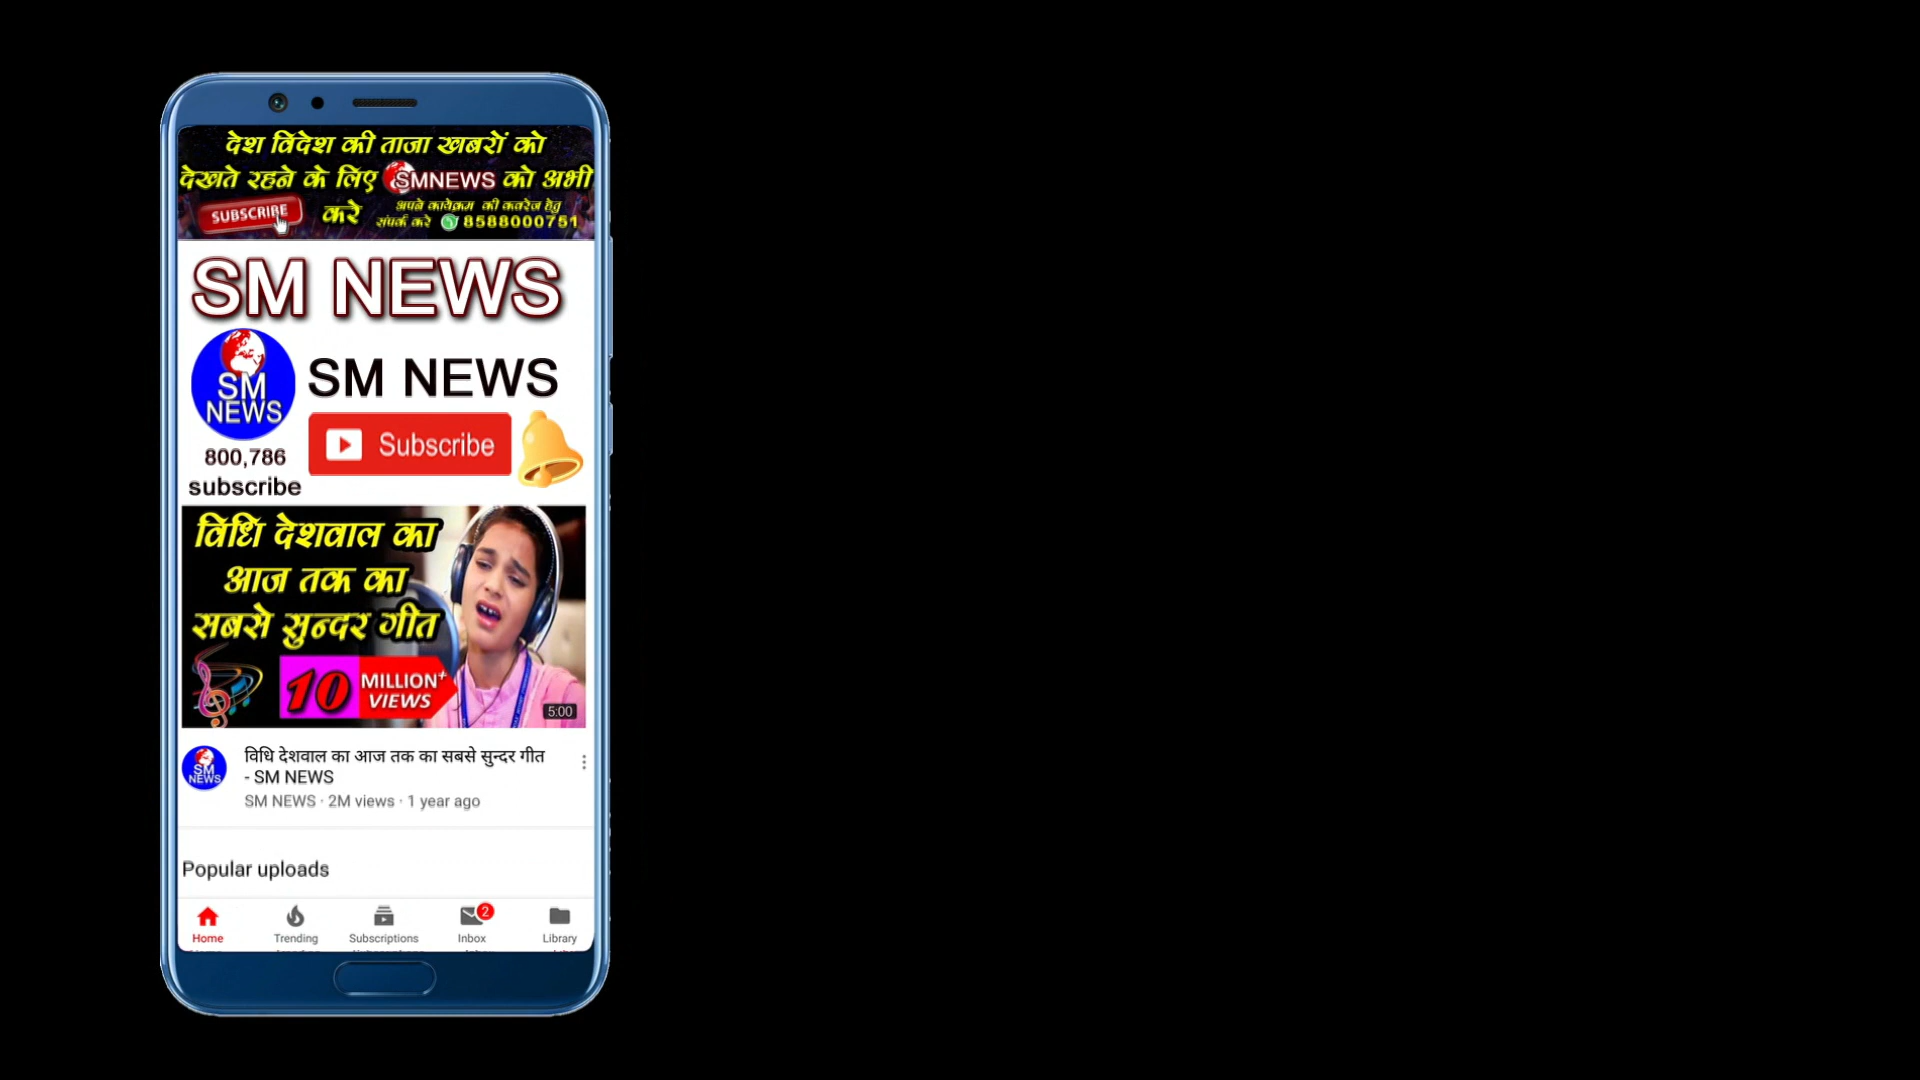 देश विदेश की ताजा खबरों को
देखते रहने के लिए SMNEWS को अभी
SUBSCRIBE करे
अपने कार्यक्रम की कवरेज हेतु
संपर्क करे 8588000751
SM NEWS
SM
NEWS
SM NEWS
Subscribe
800,786
subscribe
विधि देशवाल का
आज तक का
सबसे सुन्दर गीत
10 MILLION+
VIEWS
5:00
SM
NEWS
विधि देशवाल का आज तक का सबसे सुन्दर गीत
- SM NEWS
SM NEWS · 2M views · 1 year ago
Popular uploads
2
Home Trending Subscriptions Inbox Library